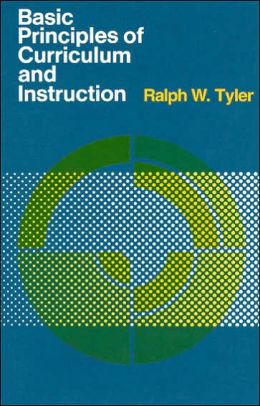 Basic
Principles of
Curriculum
and
Instruction Ralph W. Tyler